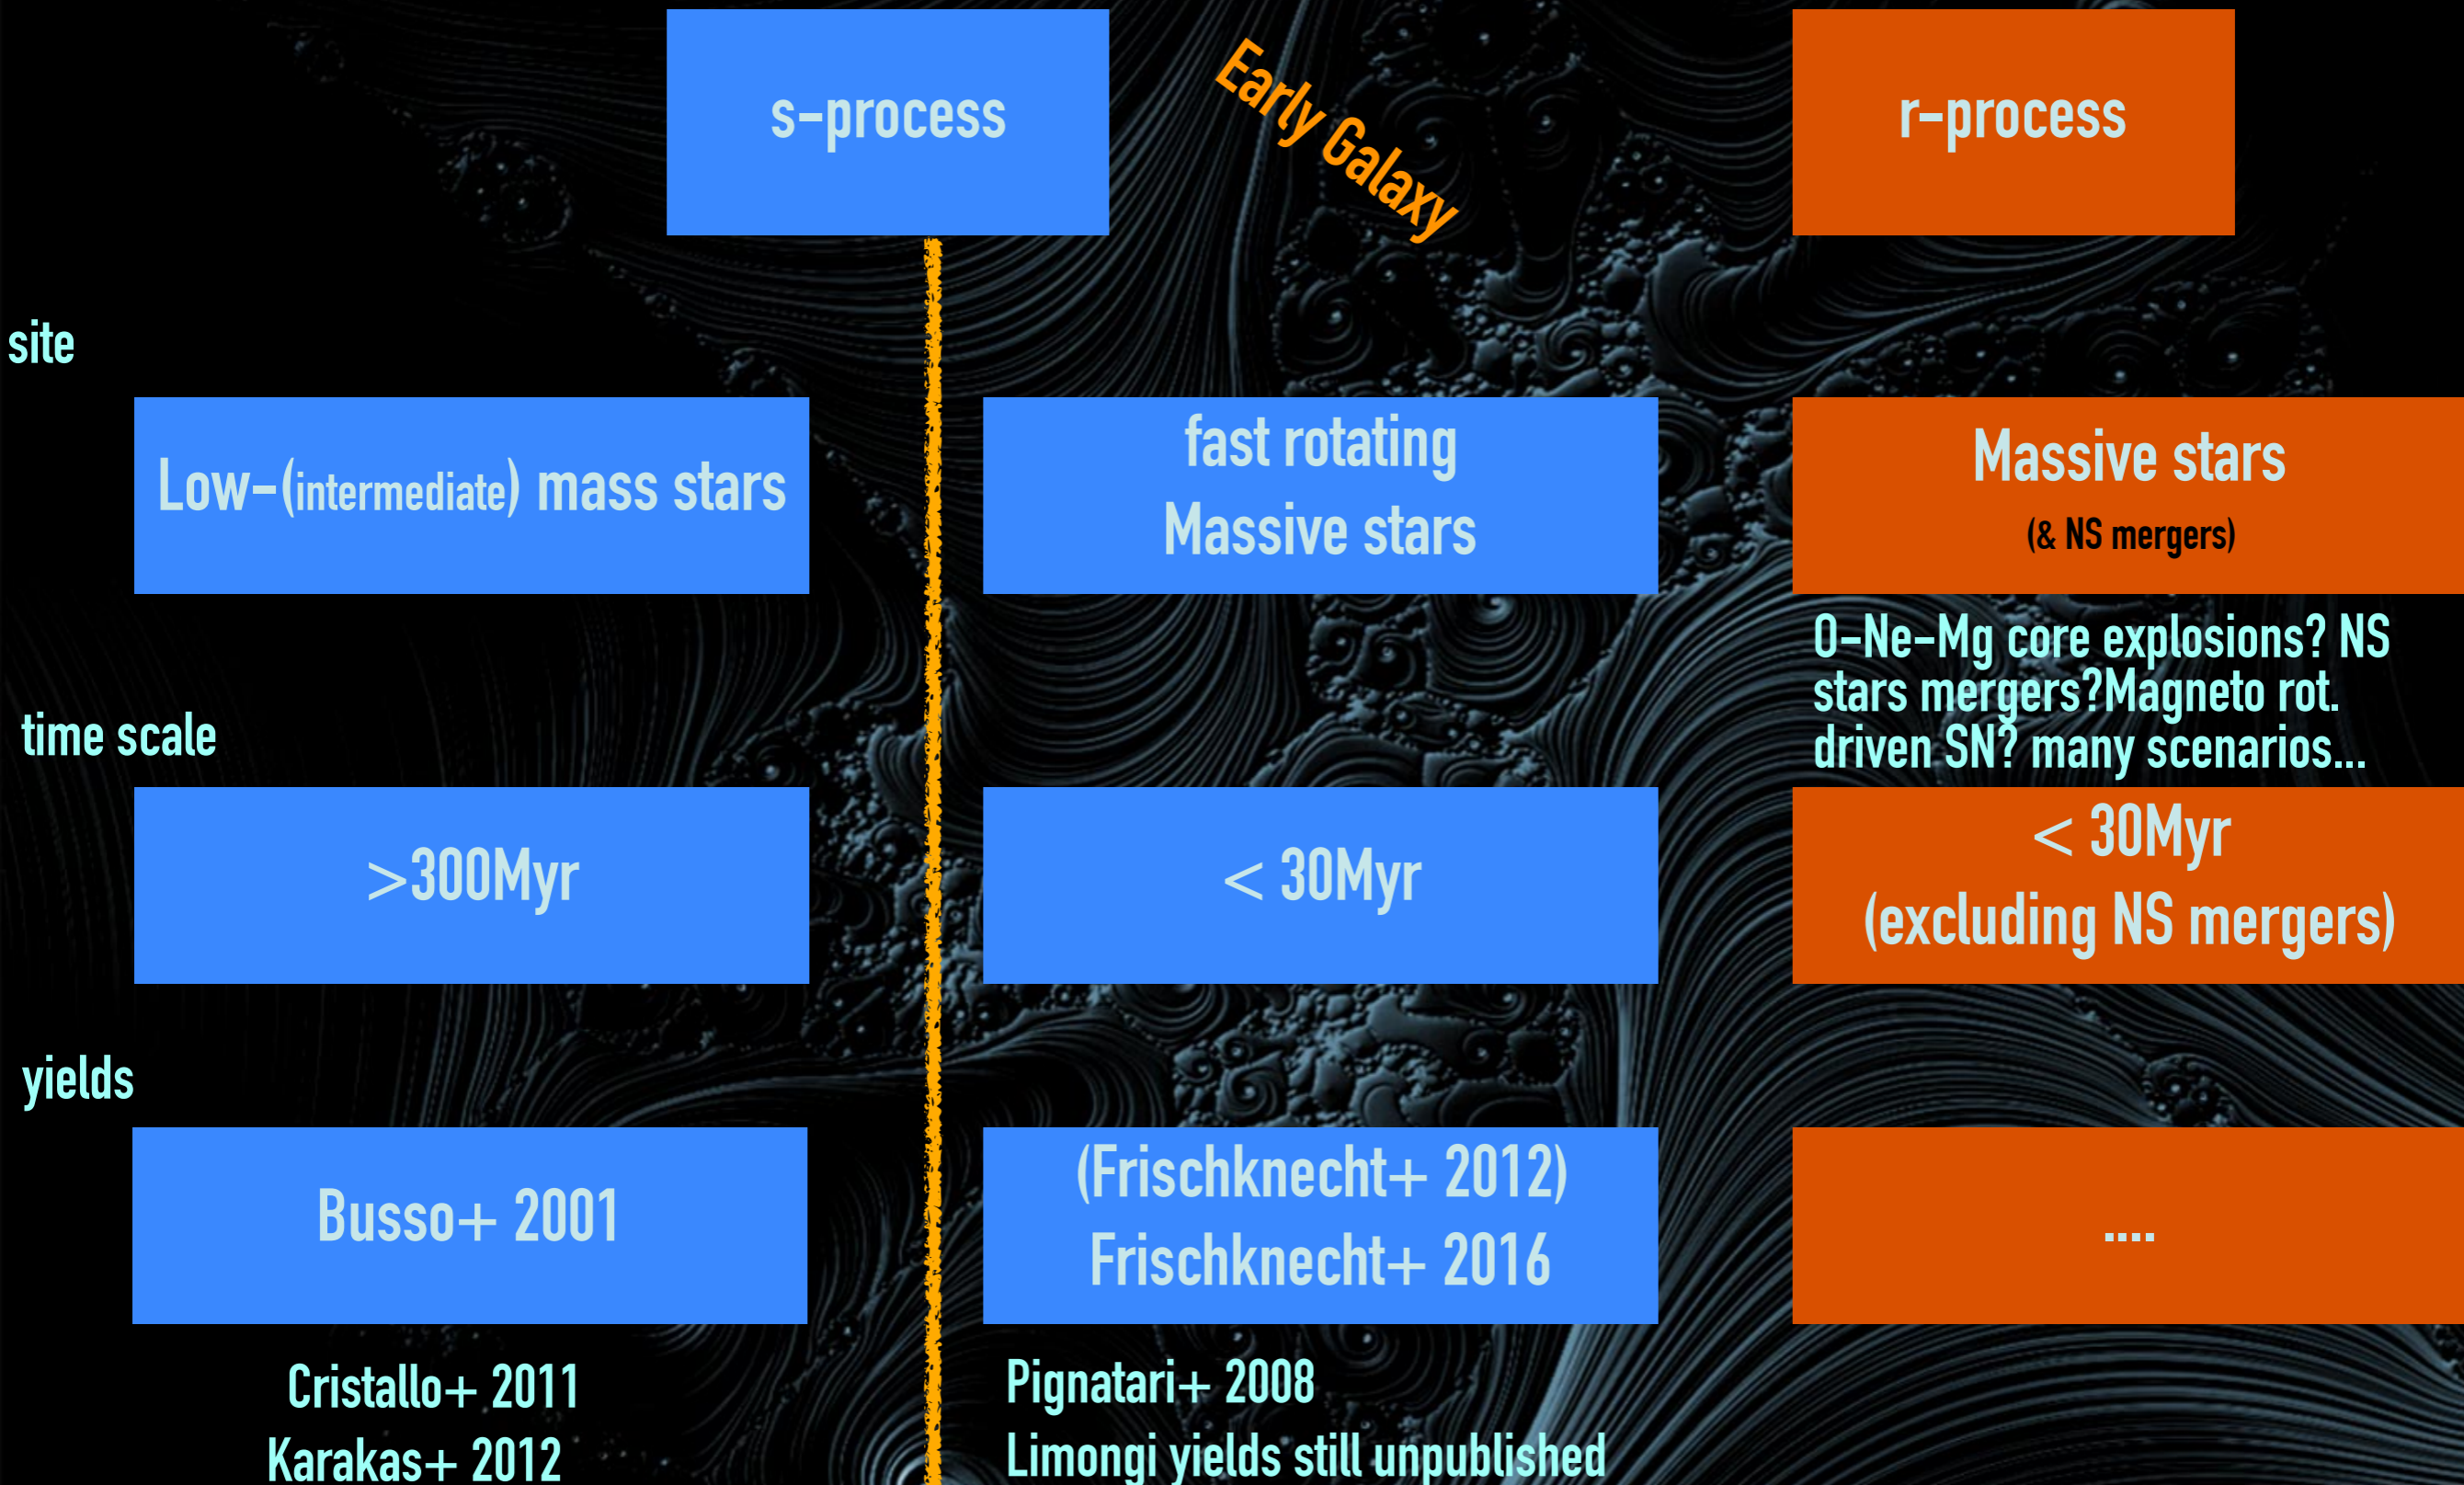 s-process
Early Galaxy
r-process
site
Low-(intermediate) mass stars
fast rotating
Massive stars
Massive stars
(& NS mergers)
O-Ne-Mg core explosions? NS
stars mergers?Magneto rot.
driven SN? many scenarios...
time scale
>300Myr
< 30Myr
< 30Myr
(excluding NS mergers)
yields
Busso+ 2001
(Frischknecht+ 2012)
Frischknecht+ 2016
....
Cristallo+ 2011
Karakas+ 2012
Pignatari+ 2008
Limongi yields still unpublished